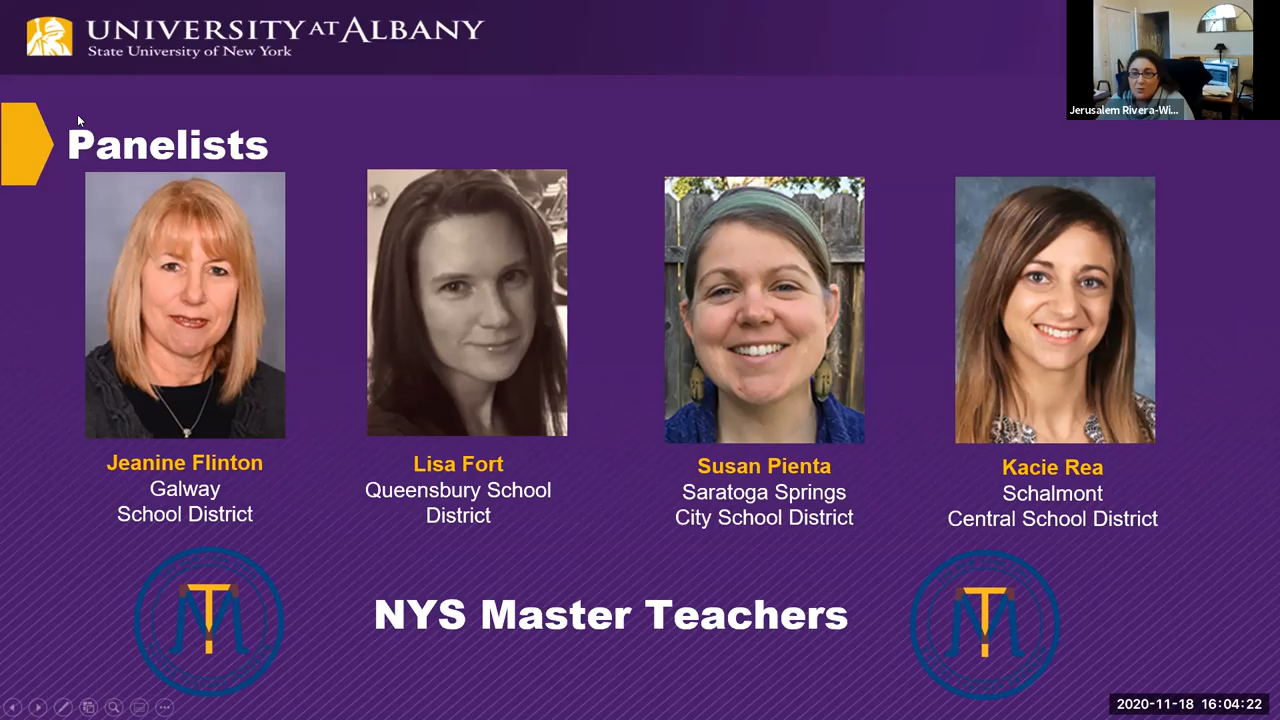 UNIVERSITY AT ALBANY
State University of New York
Jerusalem Rivera-Wi...
Panelists
Jeanine Flinton
Galway
School District
Lisa Fort
Queensbury School
District
Susan Pienta
Saratoga Springs
City School District
Kacie Rea
Schalmont
Central School District
NYS Master Teachers
2020-11-18 16:04:22